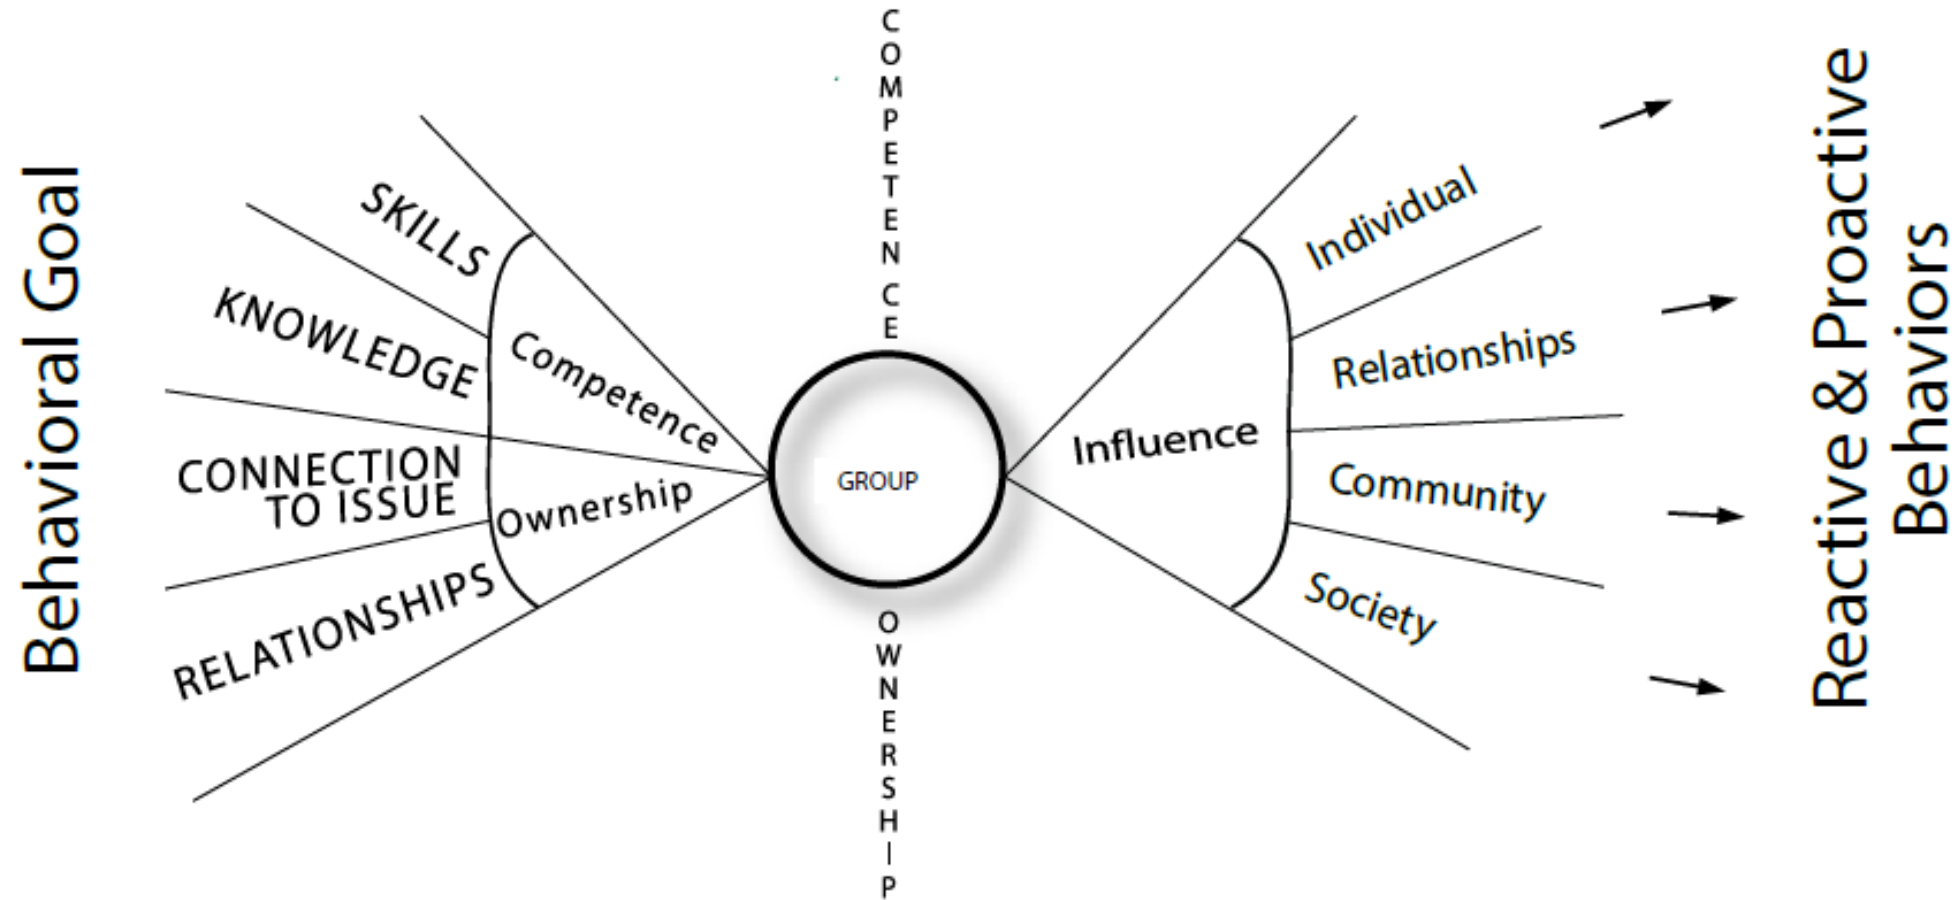 Behavioral Goal
SKILLS
KNOWLEDGE
CONNECTION
TO ISSUE
RELATIONSHIPS
Competence
Ownership
COMPETENCE
GROUP
OWNERSHIP
Influence
Individual
Relationships
Community
Society
Reactive & Proactive
Behaviors